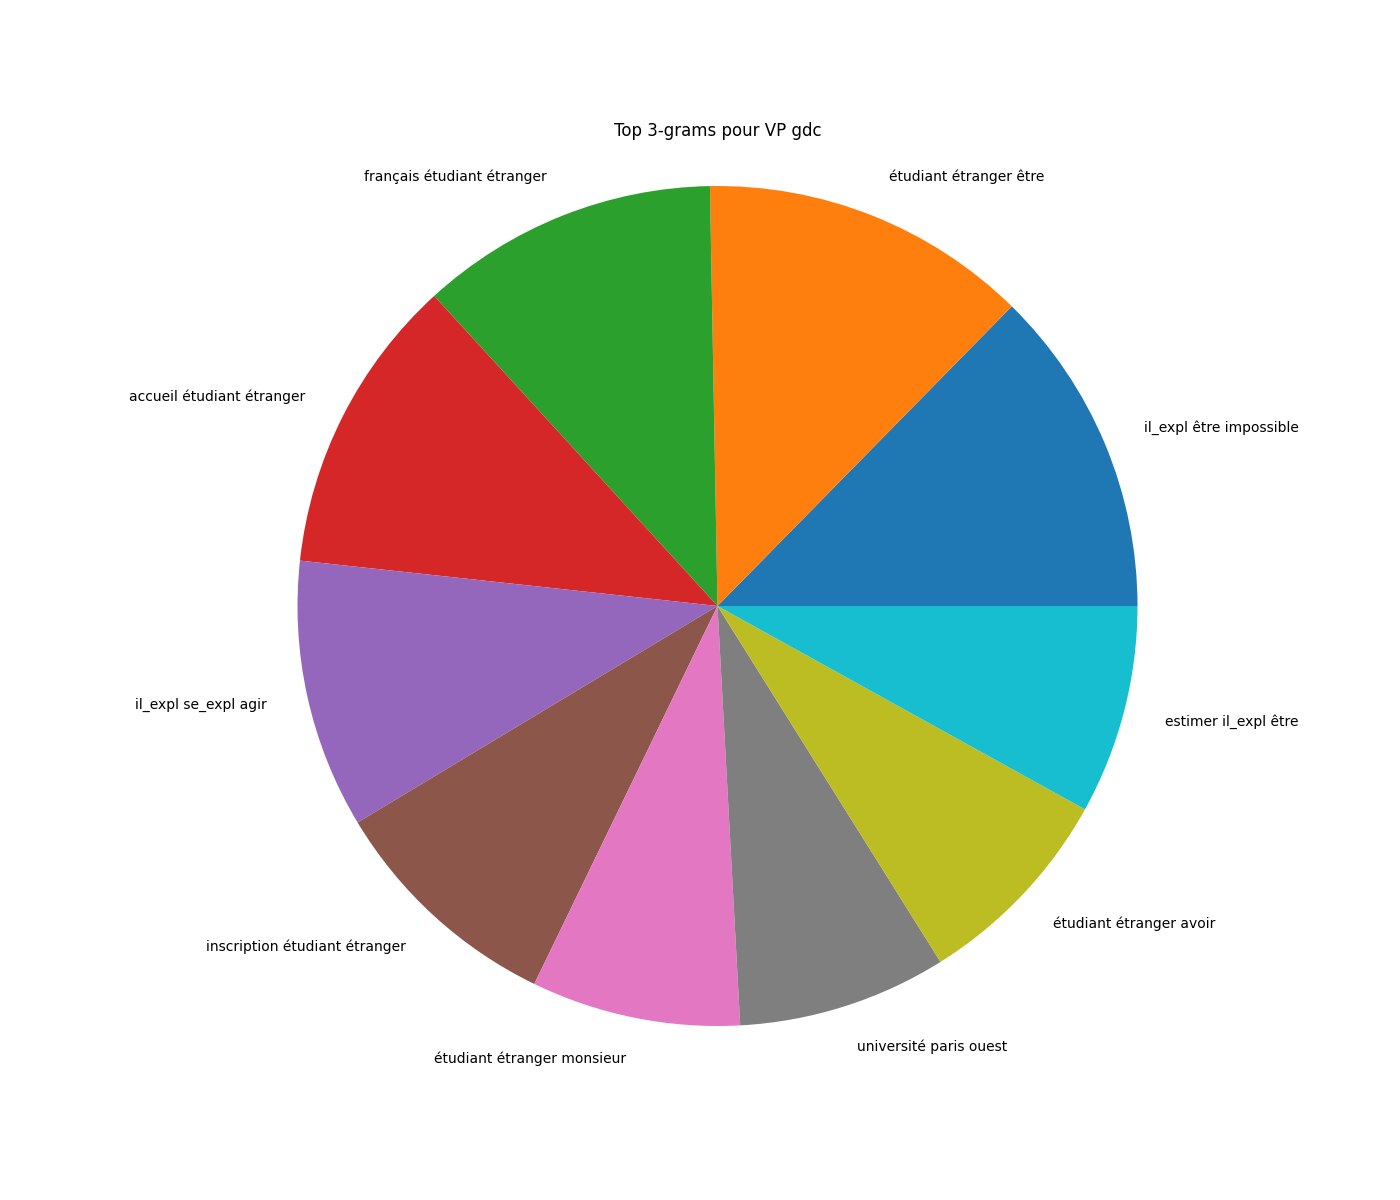 Top 3-grams pour VP gdc
français étudiant étranger
étudiant étranger être
accueil étudiant étranger
il_expl être impossible
il_expl se_expl agir
estimer il_expl être
inscription étudiant étranger
étudiant étranger avoir
étudiant étranger monsieur
université paris ouest